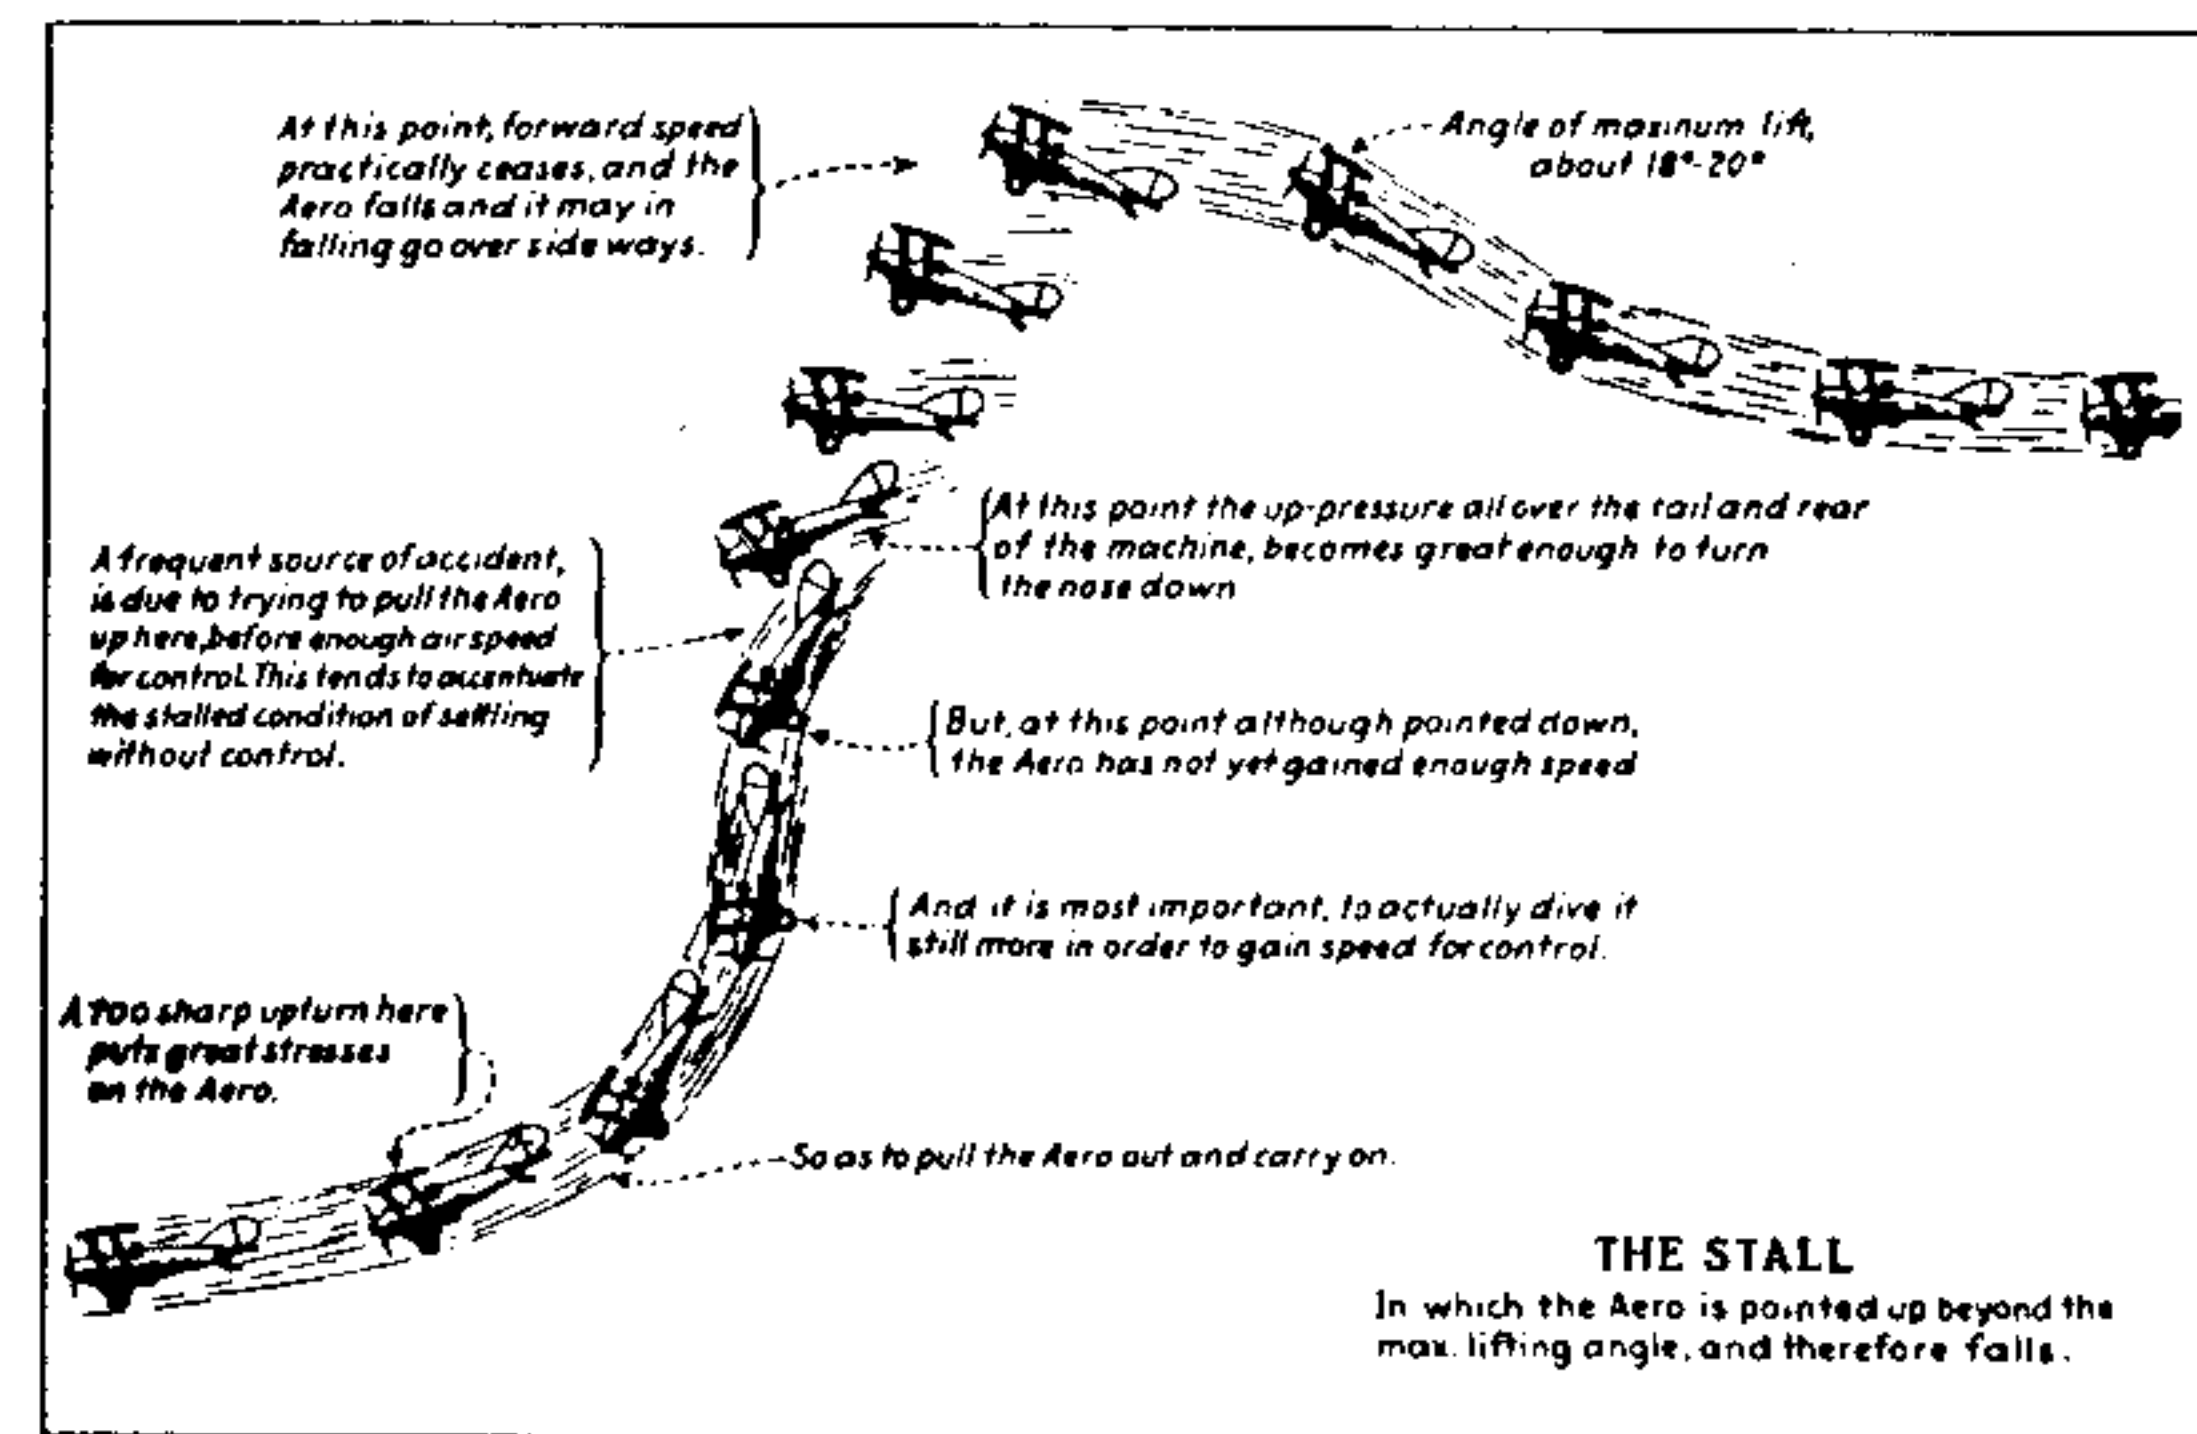 At this point, forward speed
practically ceases, and the
Aero falls and it may in
falling go over side ways.
Angle of maximum lift,
about 18°-20°
At this point the up-pressure all over the tail and rear
of the machine, becomes great enough to turn
the nose down
A frequent source of accident,
is due to trying to pull the Aero
up here, before enough air speed
for control. This tends to accentuate
the stalled condition of settling
without control.
But, at this point although pointed down,
the Aero has not yet gained enough speed
And it is most important, to actually dive it
still more in order to gain speed for control.
A TOO sharp upturn here
puts great stresses
on the Aero.
So as to pull the Aero out and carry on.
THE STALL
In which the Aero is pointed up beyond the
max. lifting angle, and therefore falls.